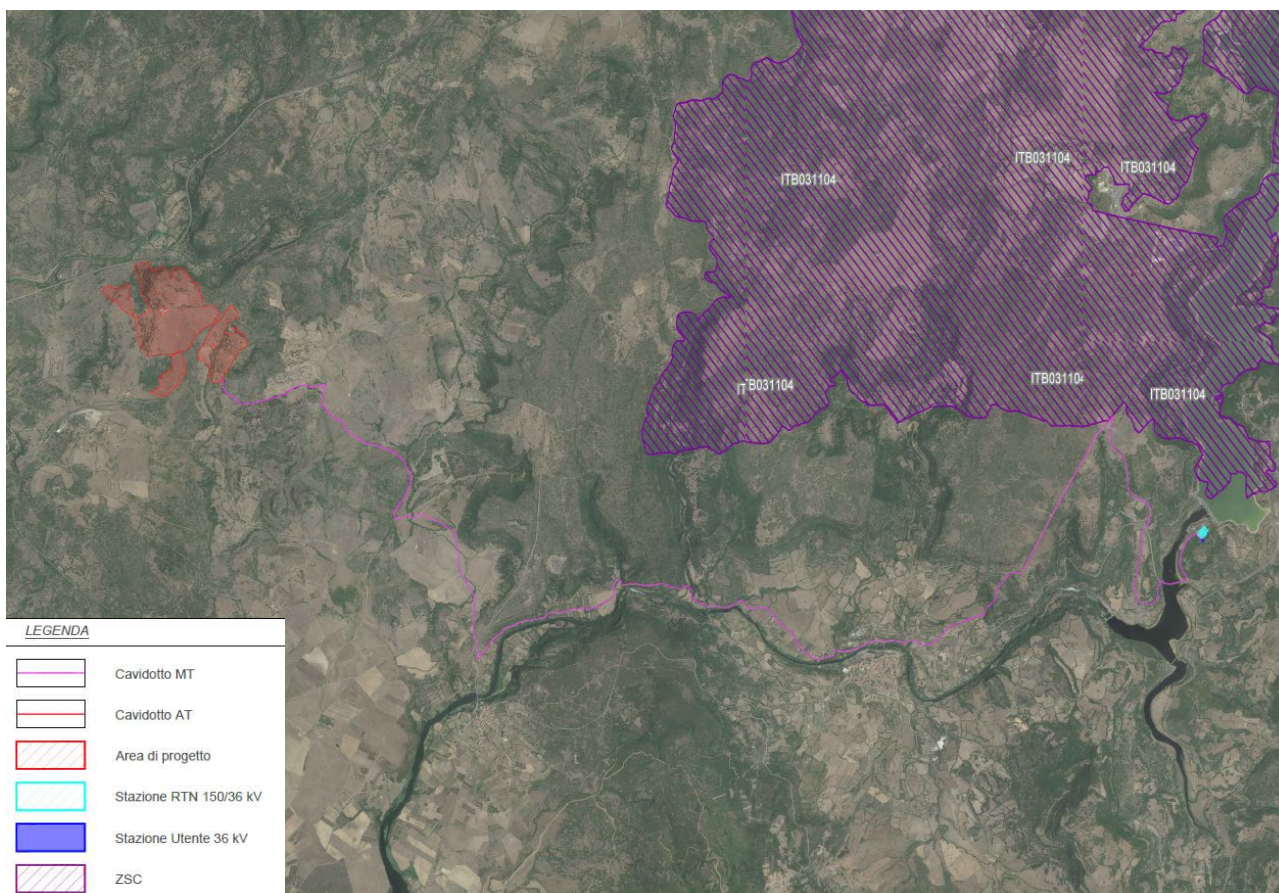 ITB031104
ITB031104
ITB031104
ITB031104
ITB031104
ITB031104
LEGENDA
Cavidotto MT
Cavidotto AT
Area di progetto
Stazione RTN 150/36 kV
Stazione Utente 36 kV
ZSC